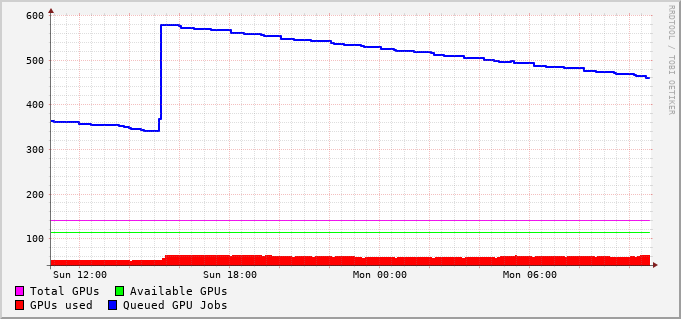 600
500
400
300
200
100
Sun 12:00 Sun 18:00 Mon 00:00 Mon 06:00
Total GPUs Available GPUs
GPUs used Queued GPU Jobs
RRDTOOL / TOBI OETIKER